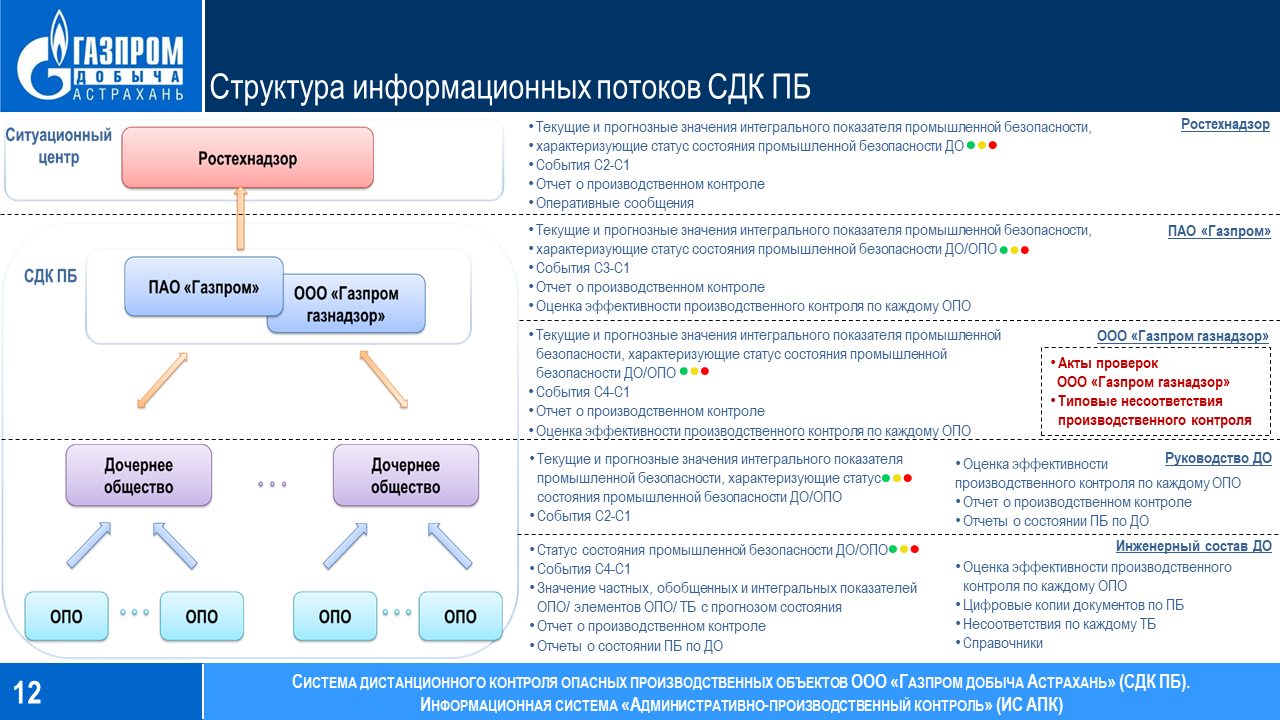 ГАЗПРОМ
ДОБЫЧА
АСТРАХАНЬ
Структура информационных потоков СДК ПБ
Ситуационный
центр
Ростехнадзор
СДК ПБ
ПАО «Газпром»
ООО «Газпром
газнадзор»
Дочернее
общество
Дочернее
общество
ОПО
ОПО
ОПО
ОПО
Ростехнадзор
• Текущие и прогнозные значения интегрального показателя промышленной безопасности,
• характеризующие статус состояния промышленной безопасности ДО
• События С2-С1
• Отчет о производственном контроле
• Оперативные сообщения
ПАО «Газпром»
• Текущие и прогнозные значения интегрального показателя промышленной безопасности,
• характеризующие статус состояния промышленной безопасности ДО/ОПО
• События С3-С1
• Отчет о производственном контроле
• Оценка эффективности производственного контроля по каждому ОПО
ООО «Газпром газнадзор»
• Текущие и прогнозные значения интегрального показателя промышленной
безопасности, характеризующие статус состояния промышленной
безопасности ДО/ОПО
• События С4-С1
• Отчет о производственном контроле
• Оценка эффективности производственного контроля по каждому ОПО
• Акты проверок
ООО «Газпром газнадзор»
• Типовые несоответствия
производственного контроля
Руководство ДО
• Текущие и прогнозные значения интегрального показателя
промышленной безопасности, характеризующие статус
состояния промышленной безопасности ДО/ОПО
• События С2-С1
• Оценка эффективности
производственного контроля по каждому ОПО
• Отчет о производственном контроле
• Отчеты о состоянии ПБ по ДО
Инженерный состав ДО
• Статус состояния промышленной безопасности ДО/ОПО
• События С4-С1
• Значение частных, обобщенных и интегральных показателей
ОПО/ элементов ОПО/ ТБ с прогнозом состояния
• Отчет о производственном контроле
• Отчеты о состоянии ПБ по ДО
• Оценка эффективности производственного
контроля по каждому ОПО
• Цифровые копии документов по ПБ
• Несоответствия по каждому ТБ
• Справочники
12
СИСТЕМА ДИСТАНЦИОННОГО КОНТРОЛЯ ОПАСНЫХ ПРОИЗВОДСТВЕННЫХ ОБЪЕКТОВ ООО «ГАЗПРОМ ДОБЫЧА АСТРАХАНЬ» (СДК ПБ).
ИНФОРМАЦИОННАЯ СИСТЕМА «АДМИНИСТРАТИВНО-ПРОИЗВОДСТВЕННЫЙ КОНТРОЛЬ» (ИС АПК)